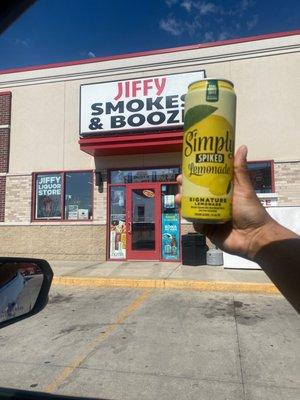 JIFFY
SMOKES
& BOOZE
JIFFY
LIQUOR
STORE
Simply
SPIKED
Lemonade
SIGNATURE
LEMONADE